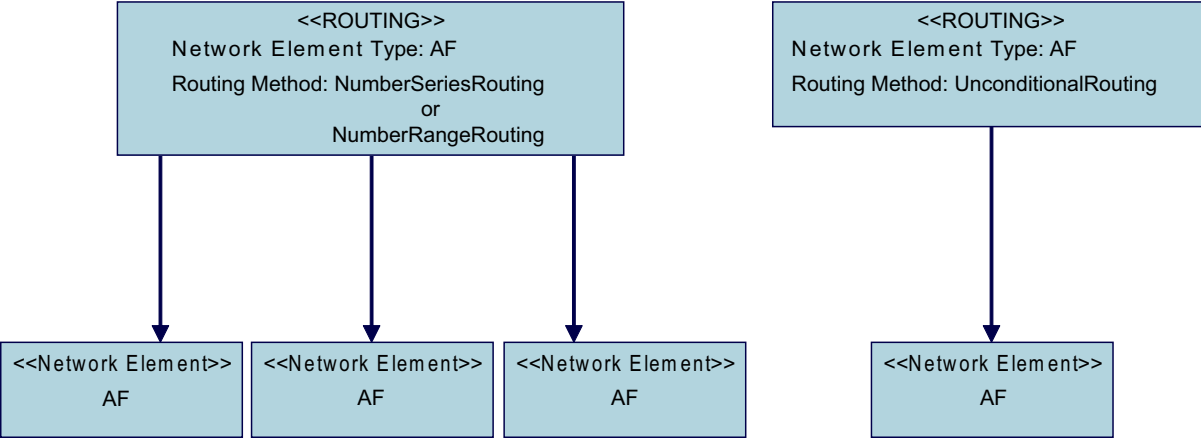 <<ROUTING>>
Network Element Type: AF
Routing Method: NumberSeriesRouting
or
NumberRangeRouting
<<ROUTING>>
Network Element Type: AF
Routing Method: UnconditionalRouting
<<Network Element>>
AF
<<Network Element>>
AF
<<Network Element>>
AF
<<Network Element>>
AF